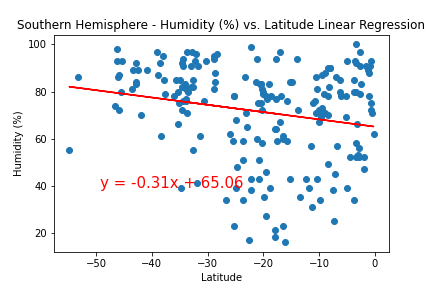 Southern Hemisphere - Humidity (%) vs. Latitude Linear Regression
100
80
60
40
20
Humidity (%)
y = -0.31x + 65.06
−50
−40
−30
−20
−10
0
Latitude